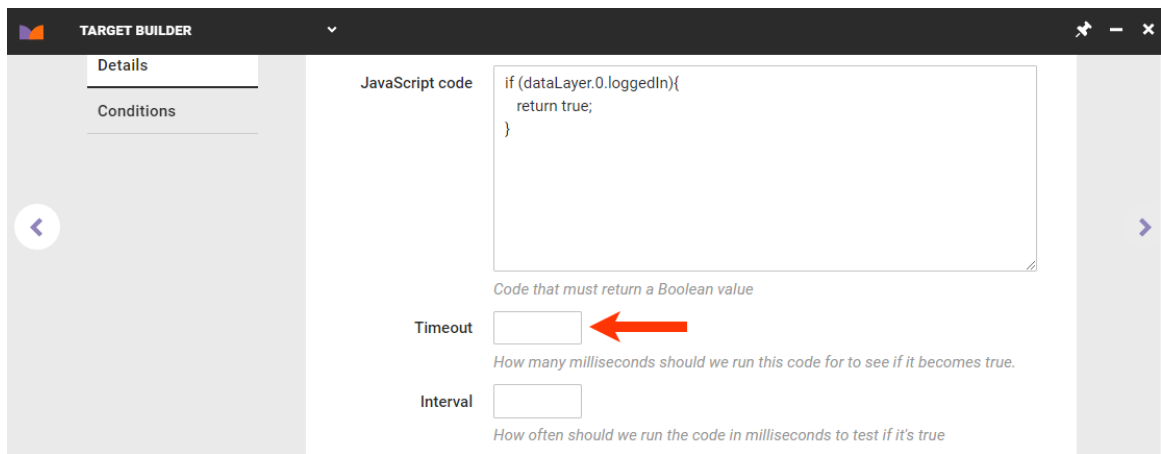 TARGET BUILDER
Details
Conditions
JavaScript code
if (dataLayer.0.loggedIn){
return true;
}
Code that must return a Boolean value
Timeout
How many milliseconds should we run this code for to see if it becomes true.
Interval
How often should we run the code in milliseconds to test if it's true